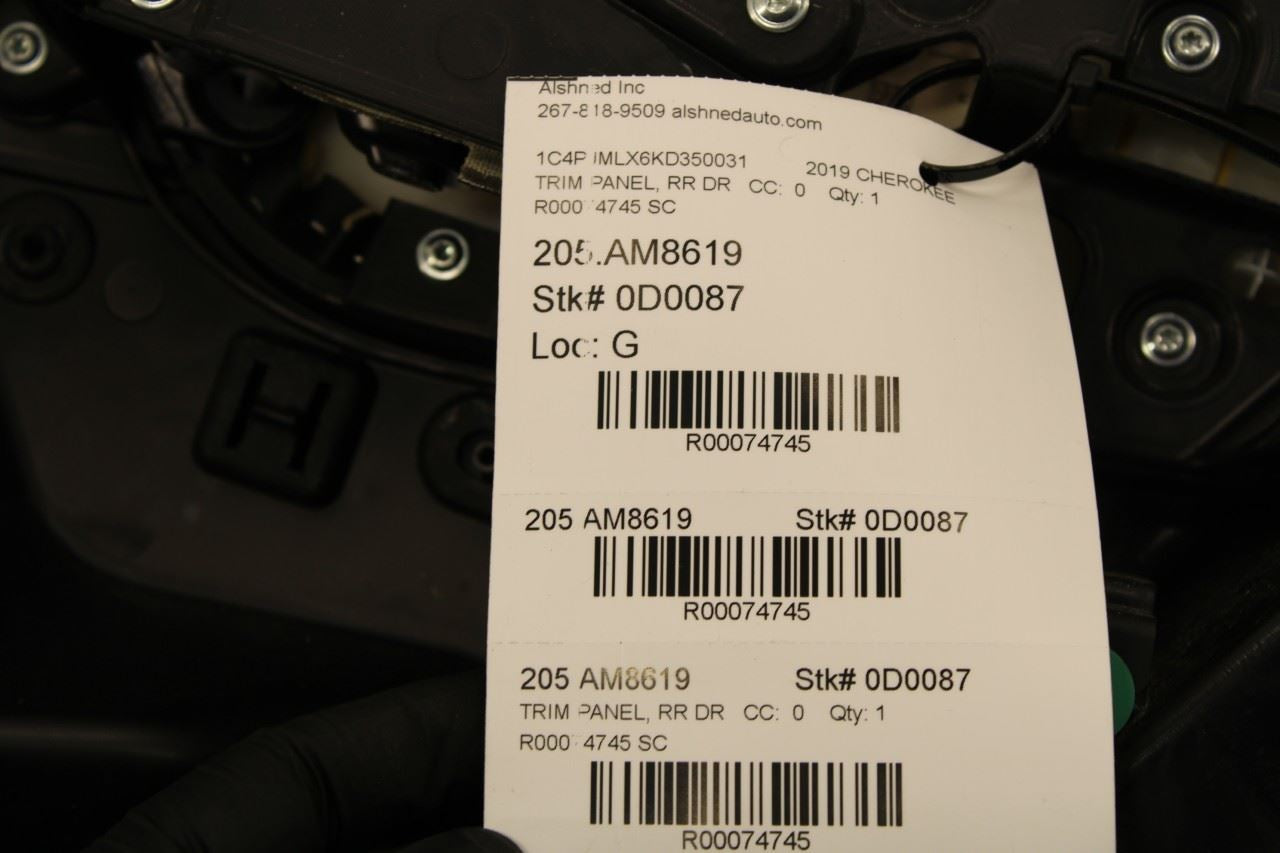 Alshned Inc
267-818-9509 alshnedauto.com
2019 CHEROKEE
TRIM PANEL, RR DR CC: 0 Qty: 1
R00074745 SC
205.AM8619
Stk# 0D0087
Loc: G
R00074745
205 AM8619 Stk# 0D0087
R00074745
205 AM8619 Stk# 0D0087
TRIM PANEL, RR DR CC: 0 Qty: 1
R00074745 SC
R00074745
H